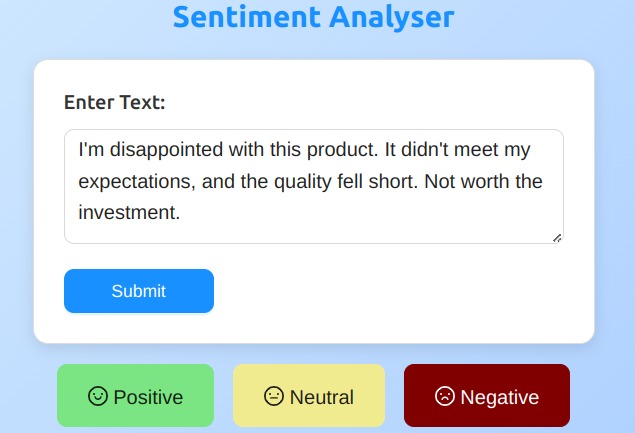 Sentiment Analyser
Enter Text:
I'm disappointed with this product. It didn't meet my
expectations, and the quality fell short. Not worth the
investment.
Submit
Positive
Neutral
Negative